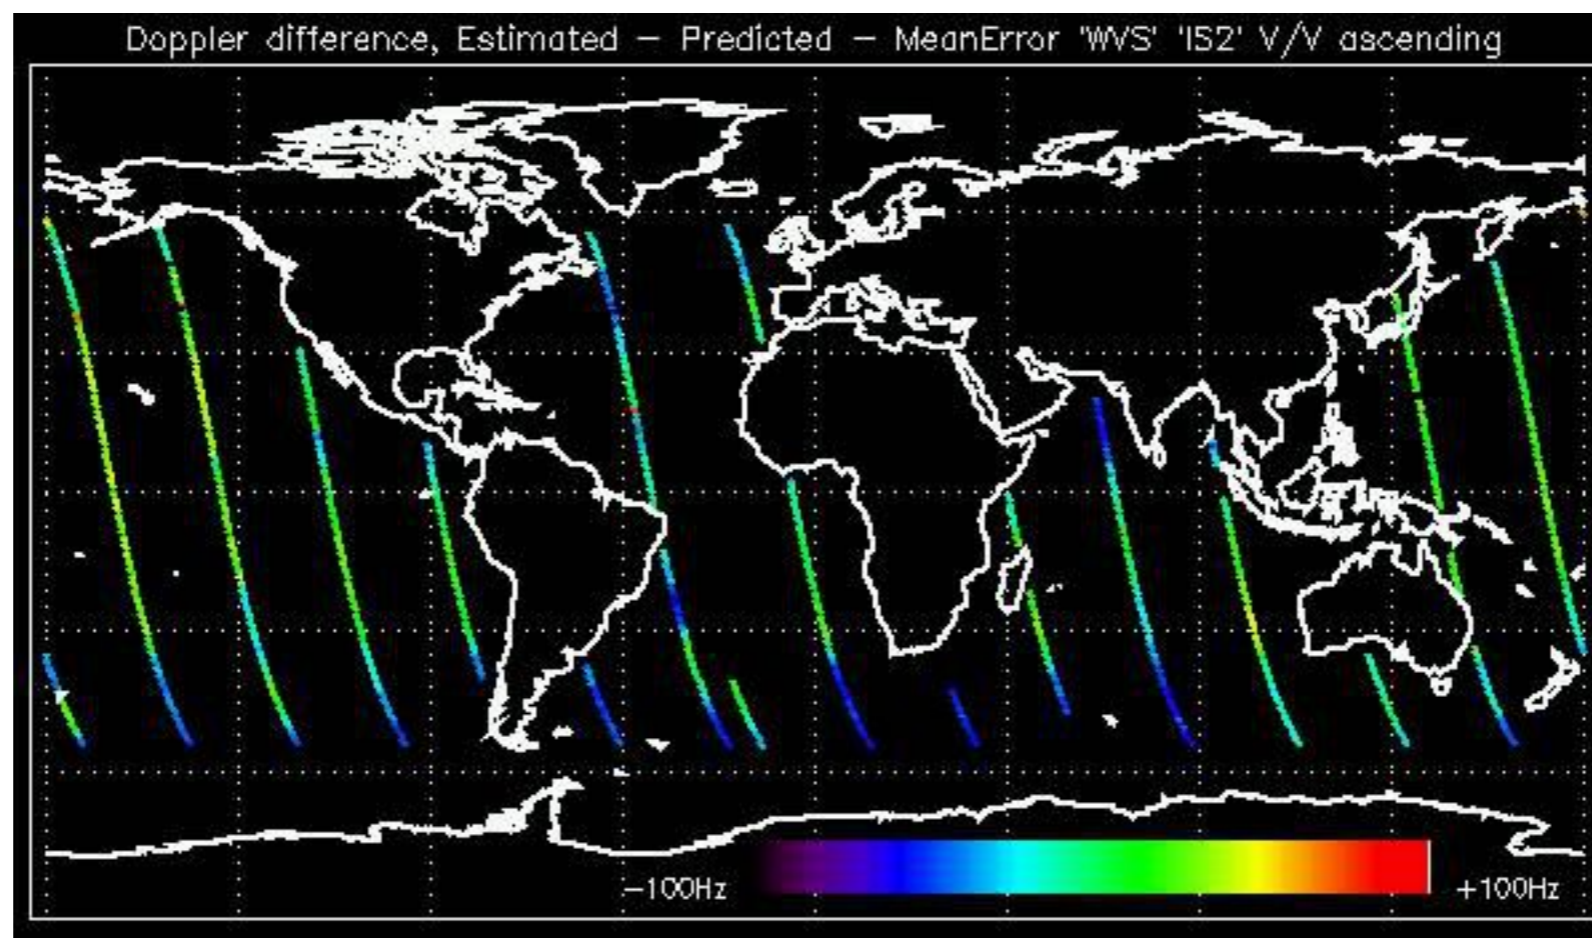 Doppler difference, Estimated – Predicted – MeanError 'WVS' 'IS2' V/V ascending
–100Hz
+100Hz